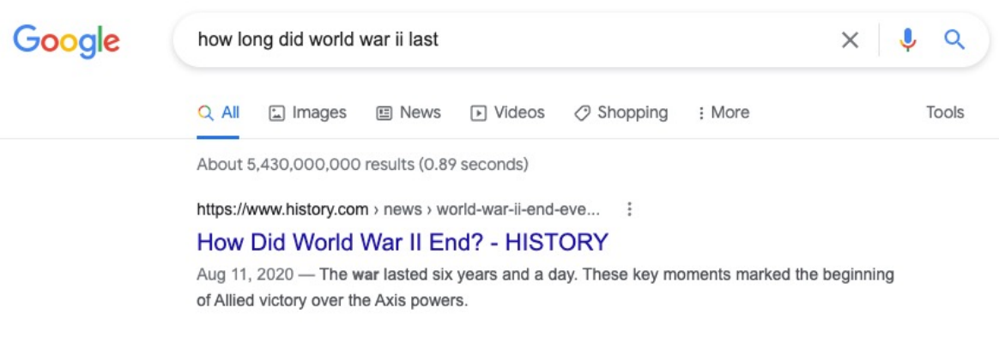 Google how long did world war ii last
All Images News Videos Shopping More Tools
About 5,430,000,000 results (0.89 seconds)
https://www.history.com › news › world-war-ii-end-eve...
How Did World War II End? - HISTORY
Aug 11, 2020 — The war lasted six years and a day. These key moments marked the beginning
of Allied victory over the Axis powers.